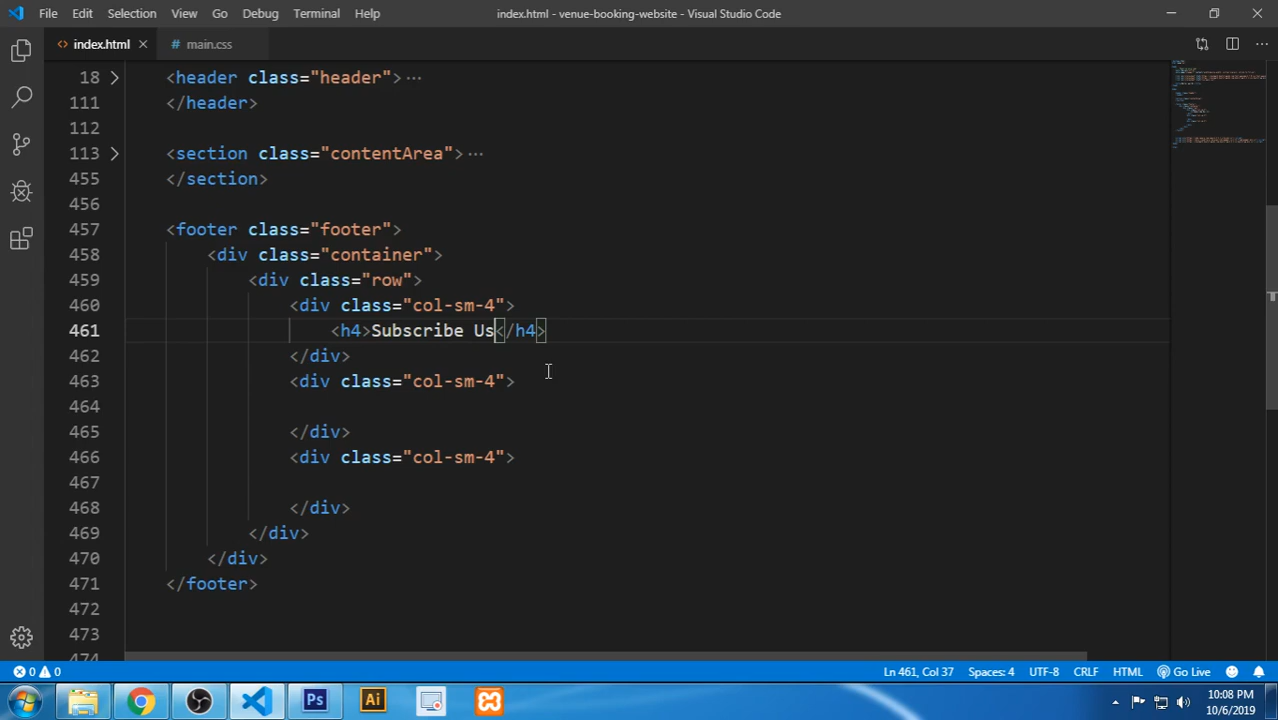 File Edit Selection View Go Debug Terminal Help index.html - venue-booking-website - Visual Studio Code
<> index.html × # main.css
18 > <header class="header"> ⋯
111 </header>
112
113 > <section class="contentArea"> ⋯
455 </section>
456
457 <footer class="footer">
458 <div class="container">
459 <div class="row">
460 <div class="col-sm-4">
461 <h4>Subscribe Us</h4>
462 </div>
463 <div class="col-sm-4">
464
465 </div>
466 <div class="col-sm-4">
467
468 </div>
469 </div>
470 </div>
471 </footer>
472
473
474
0 0 Ln 461, Col 37 Spaces: 4 UTF-8 CRLF HTML Go Live
Ps Ai
10:08 PM
10/6/2019